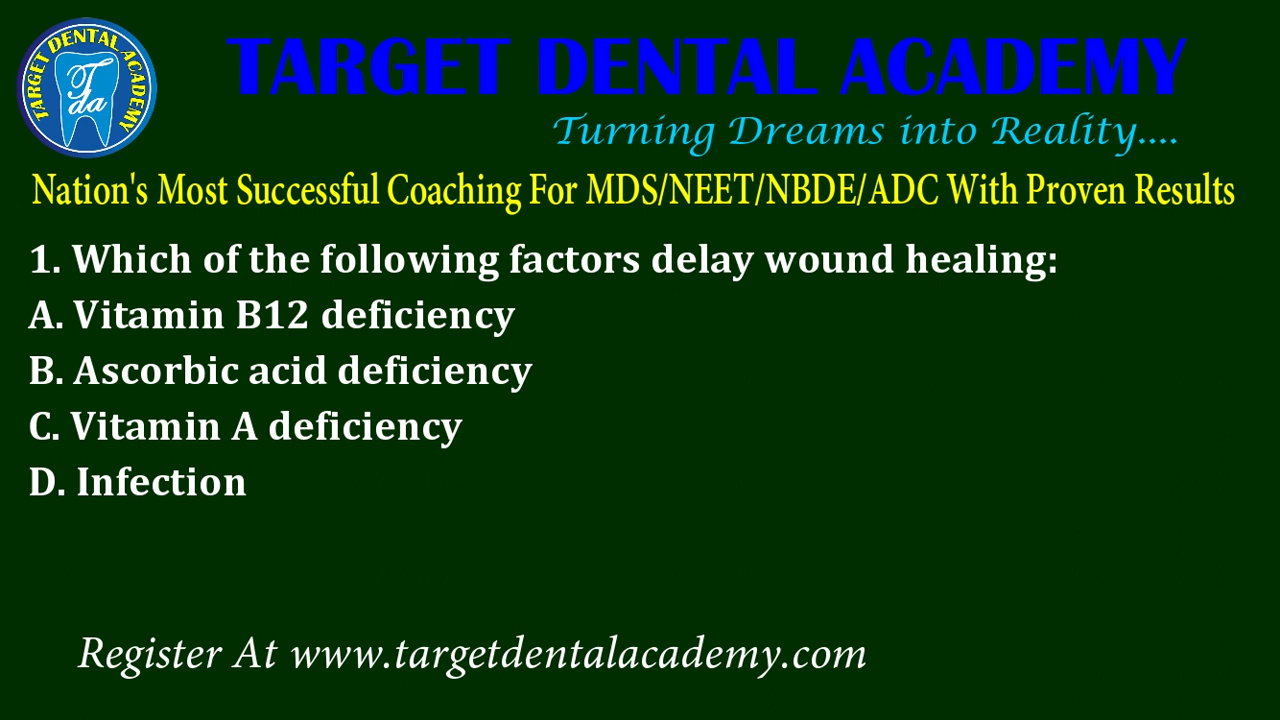 TARGET DENTAL ACADEMY
Tda
TARGET DENTAL ACADEMY
Turning Dreams into Reality....
Nation's Most Successful Coaching For MDS/NEET/NBDE/ADC With Proven Results
1. Which of the following factors delay wound healing:
A. Vitamin B12 deficiency
B. Ascorbic acid deficiency
C. Vitamin A deficiency
D. Infection
Register At www.targetdentalacademy.com